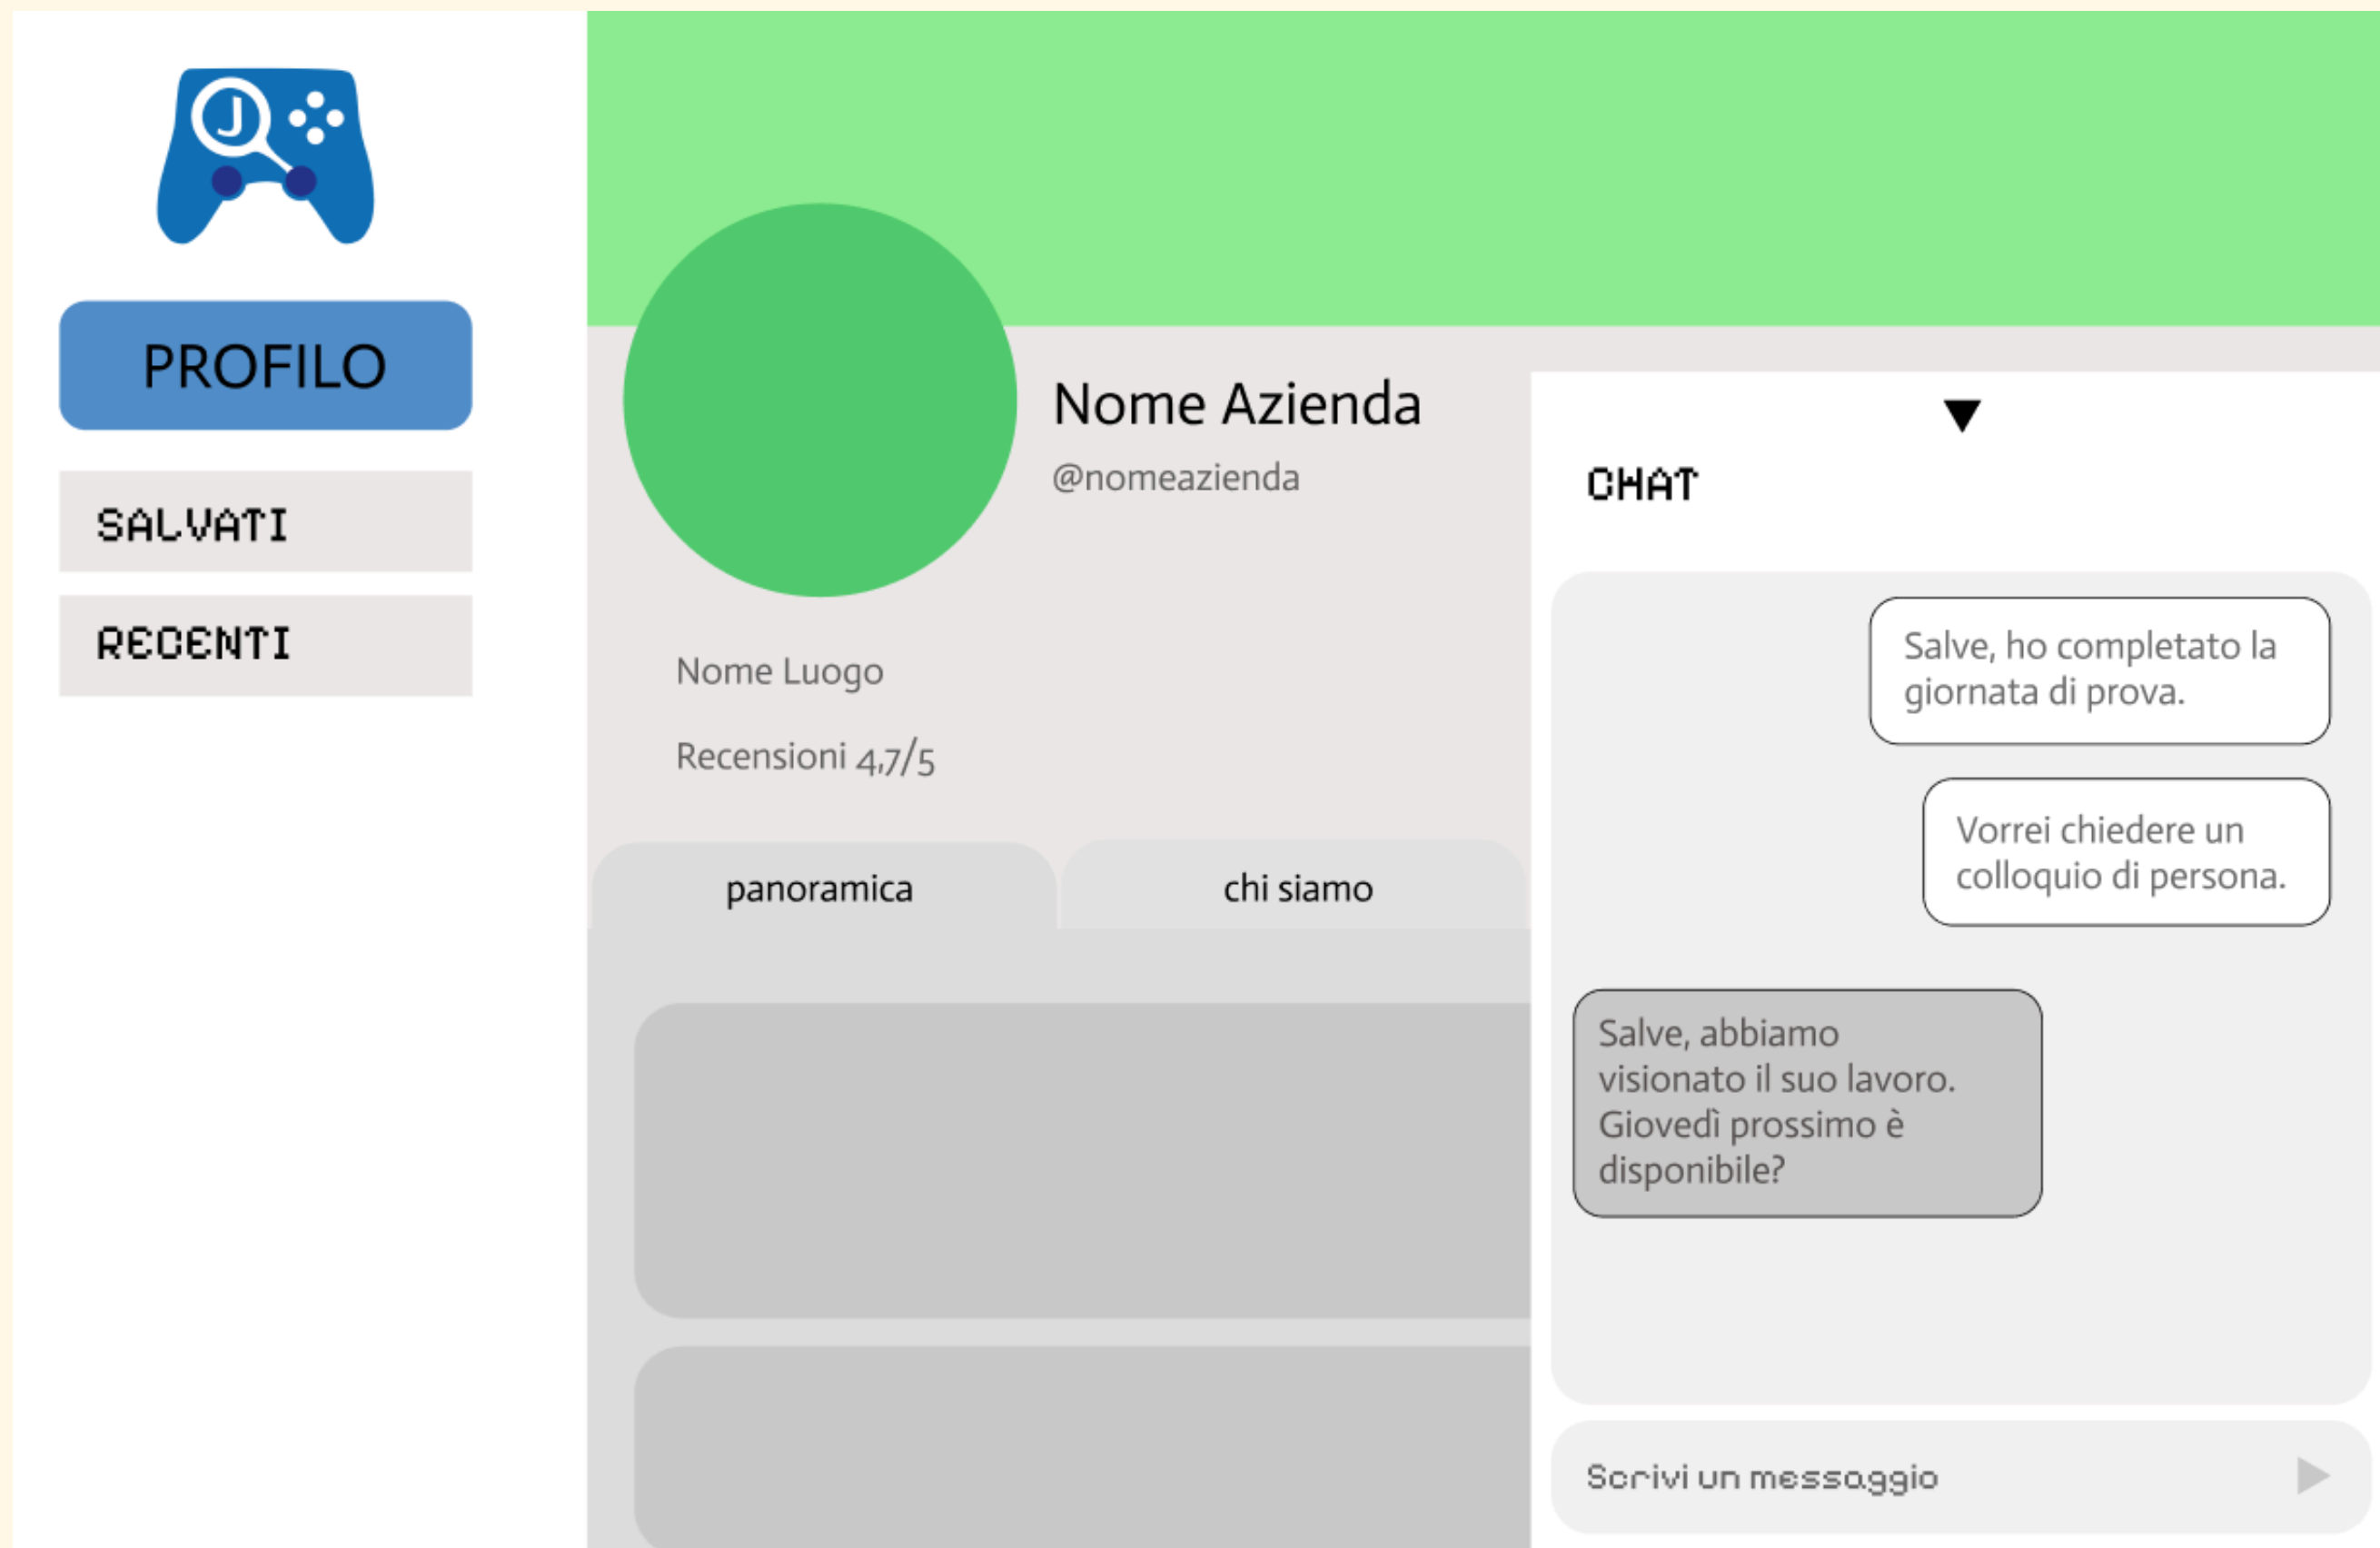 J
PROFILO
SALVATI
RECENTI
Nome Azienda
@nomeazienda
Nome Luogo
Recensioni 4,7/5
panoramica
chi siamo
CHAT
Salve, ho completato la
giornata di prova.
Vorrei chiedere un
colloquio di persona.
Salve, abbiamo
visionato il suo lavoro.
Giovedì prossimo è
disponibile?
Scrivi un messaggio